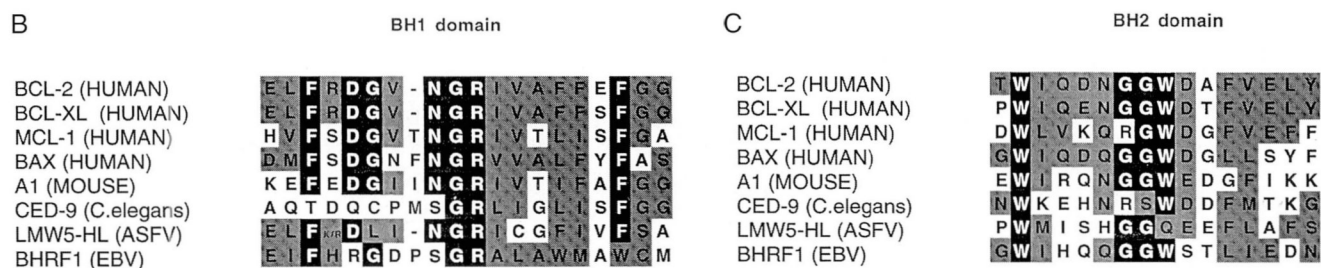 B
BH1 domain
BCL-2 (HUMAN) E L F R D G V - N G R I V A F F E F G G
BCL-XL (HUMAN) E L F R D G V - N G R I V A F F S F G G
MCL-1 (HUMAN) H V F S D G V T N G R I V T L I S F G A
BAX (HUMAN) D M F S D G N F N G R V V A L F Y F A S
A1 (MOUSE) K E F E D G I I N G R I V T I F A F G G
CED-9 (C.elegans) A Q T D Q C P M S G R L I G L I S F G G
LMW5-HL (ASFV) E L F K/R D L I - N G R I C G F I V F S A
BHRF1 (EBV) E I F H R G D P S G R A L A W M A W C M
C
BH2 domain
BCL-2 (HUMAN) T W I Q D N G G W D A F V E L Y
BCL-XL (HUMAN) P W I Q E N G G W D T F V E L Y
MCL-1 (HUMAN) D W L V K Q R G W D G F V E F F
BAX (HUMAN) G W I Q D Q G G W D G L L S Y F
A1 (MOUSE) E W I R Q N G G W E D G F I K K
CED-9 (C.elegans) N W K E H N R S W D D F M T K G
LMW5-HL (ASFV) P W M I S H G G Q E E F L A F S
BHRF1 (EBV) G W I H Q Q G G W S T L I E D N